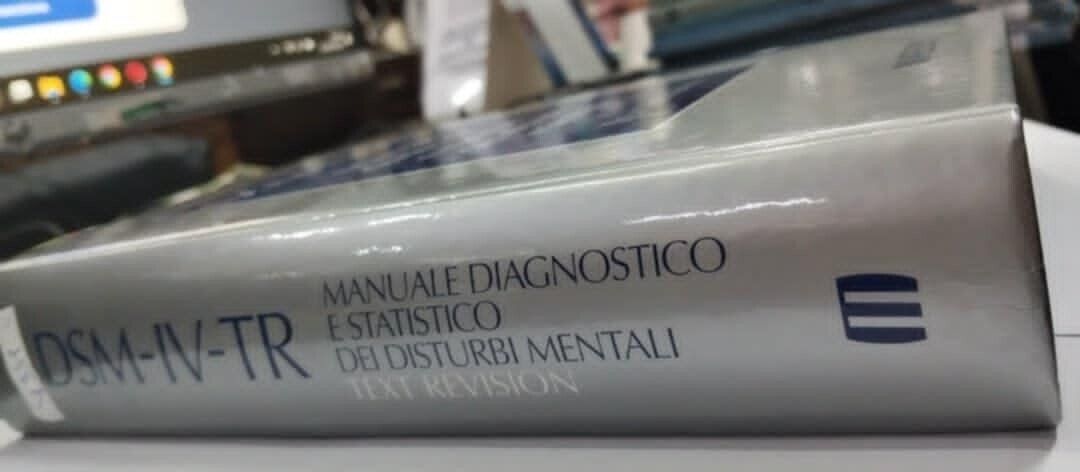 DSM-IV-TR
MANUALE DIAGNOSTICO
E STATISTICO
DEI DISTURBI MENTALI
TEXT REVISION